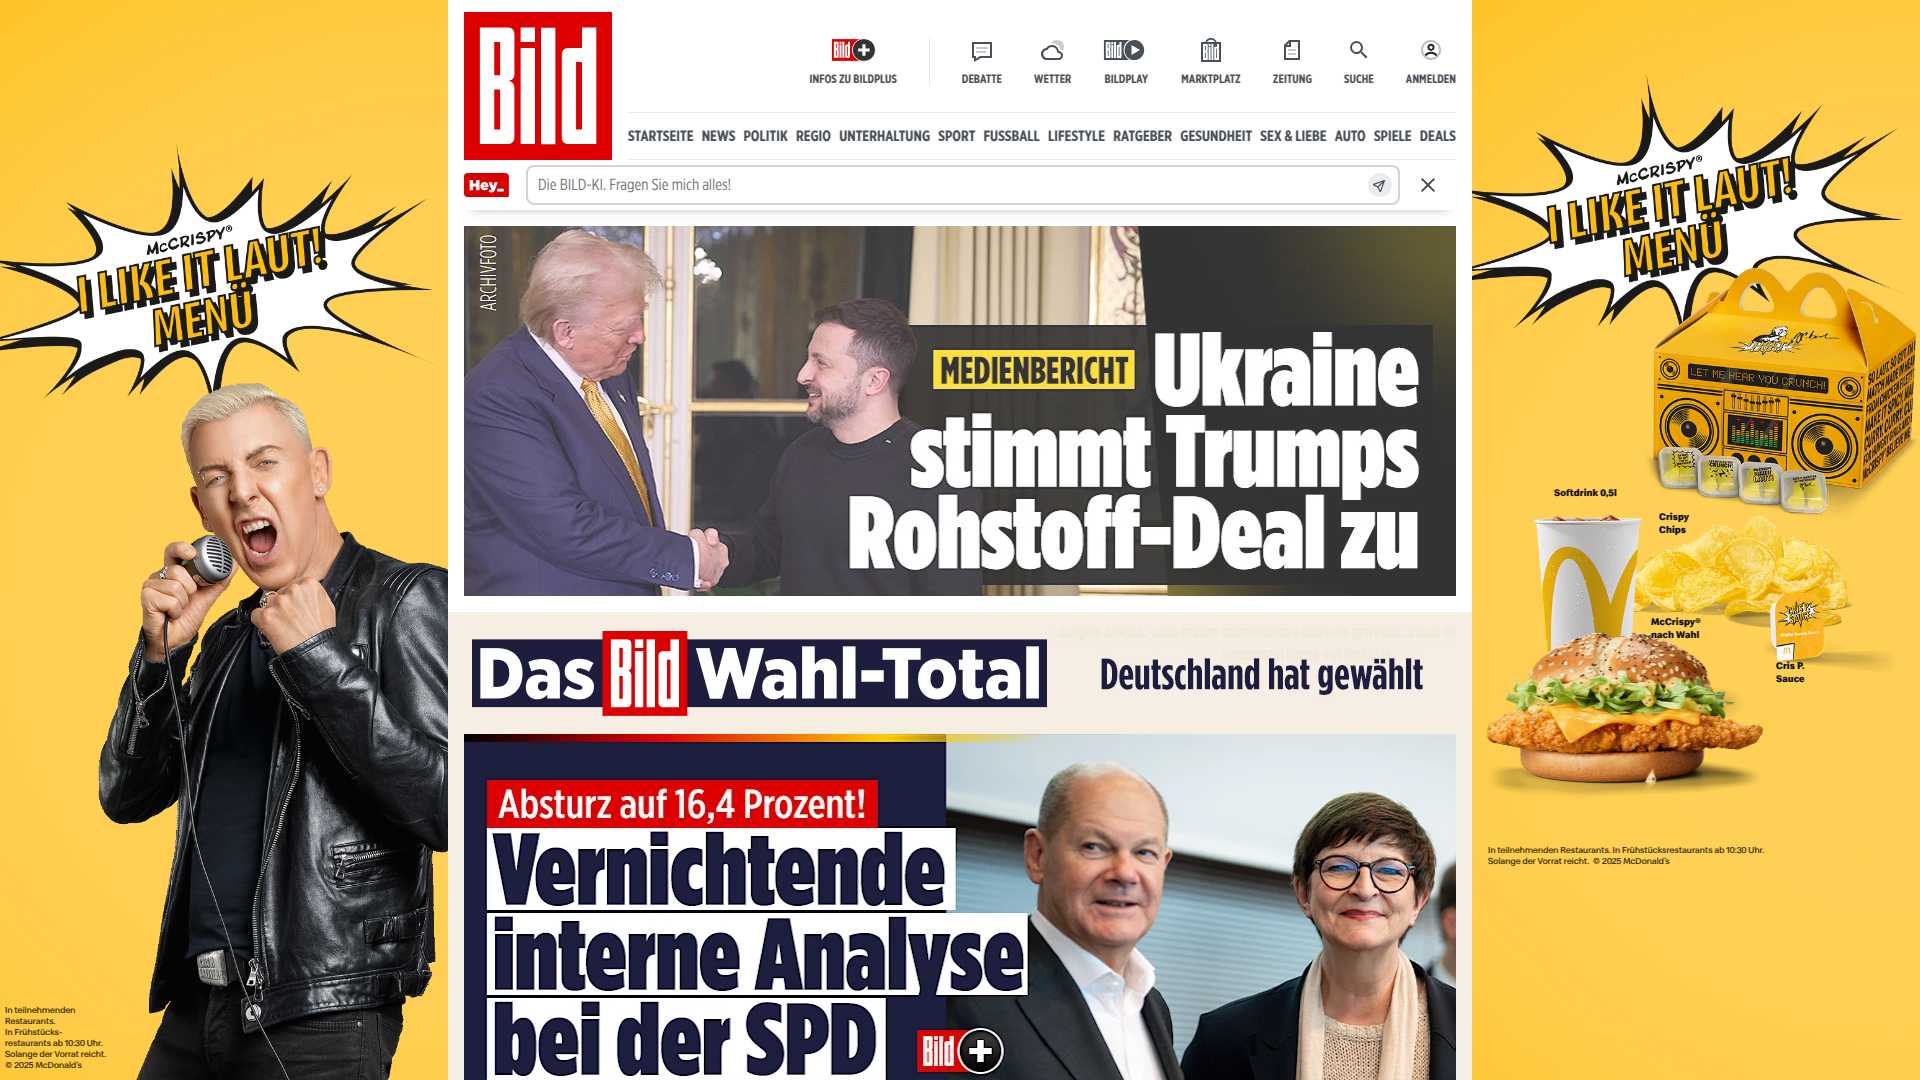 Bild
Bild
Bild
Bild
INFOS ZU BILDPLUS
DEBATTE
WETTER
BILDPLAY
MARKTPLATZ
ZEITUNG
SUCHE
ANMELDEN
STARTSEITE NEWS POLITIK REGIO UNTERHALTUNG SPORT FUSSBALL LIFESTYLE RATGEBER GESUNDHEIT SEX & LIEBE AUTO SPIELE DEALS
Hey_
Die BILD-KI. Fragen Sie mich alles!
ARCHIVFOTO
MEDIENBERICHT Ukraine
stimmt Trumps
Rohstoff-Deal zu
Das Bild Wahl-Total
Deutschland hat gewählt
Absturz auf 16,4 Prozent!
Vernichtende
interne Analyse
bei der SPD
Bild
McCRISPY®
I LIKE IT LAUT!
MENÜ
In teilnehmenden
Restaurants.
In Frühstücks-
restaurants ab 10:30 Uhr.
Solange der Vorrat reicht.
© 2025 McDonald's
McCRISPY®
I LIKE IT LAUT!
MENÜ
LET ME HEAR YOU CRUNCH!
Softdrink 0,5l
Crispy
Chips
McCrispy®
nach Wahl
Cris P.
Sauce
In teilnehmenden Restaurants. In Frühstücksrestaurants ab 10:30 Uhr.
Solange der Vorrat reicht. © 2025 McDonald's